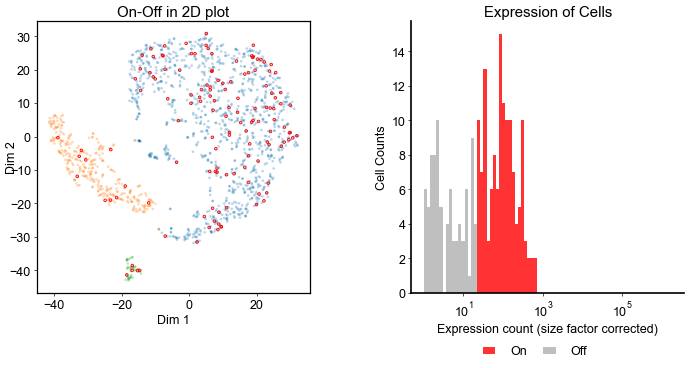 On-Off in 2D plot
Dim 2
30
20
10
0
−10
−20
−30
−40
−40
−20
0
20
Dim 1
Expression of Cells
Cell Counts
14
12
10
8
6
4
2
0
10^1
10^3
10^5
Expression count (size factor corrected)
On
Off